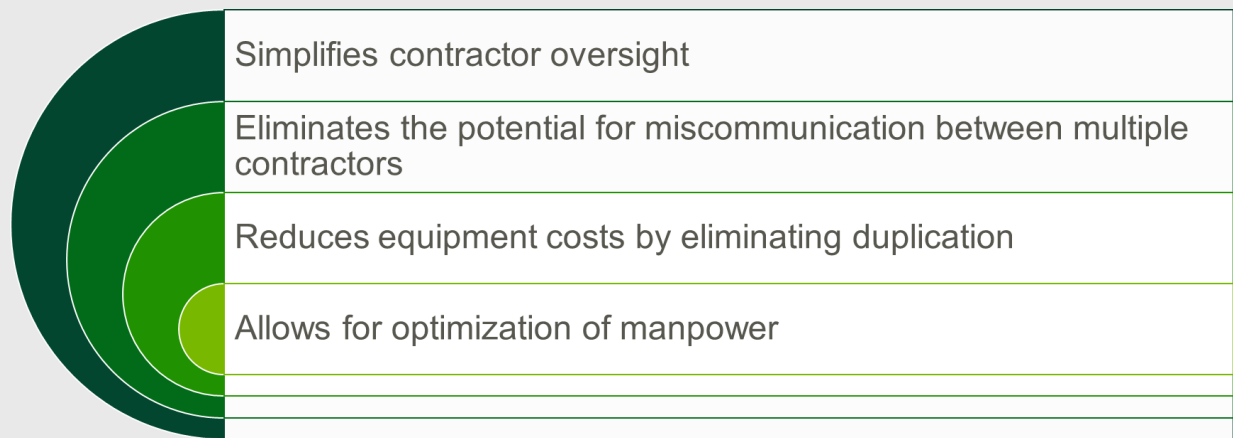 Simplifies contractor oversight
Eliminates the potential for miscommunication between multiple
contractors
Reduces equipment costs by eliminating duplication
Allows for optimization of manpower